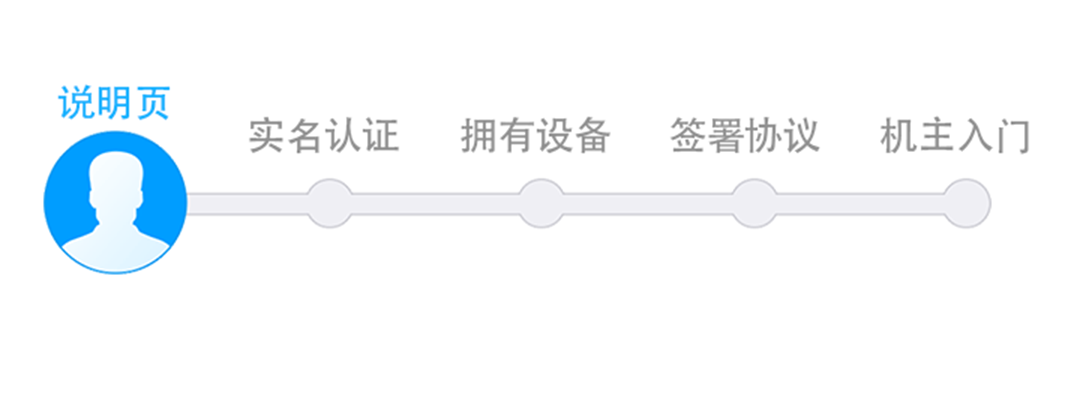 说明页
实名认证
拥有设备
签署协议
机主入门